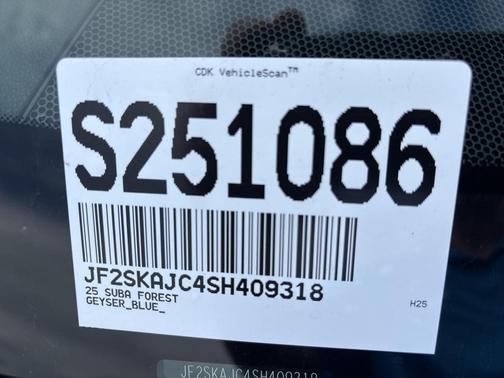 CDK VehicleScan™
S251086
JF2SKAJC4SH409318
25 SUBA FOREST
GEYSER_BLUE_
H25
JF2SKAJC4SH409318